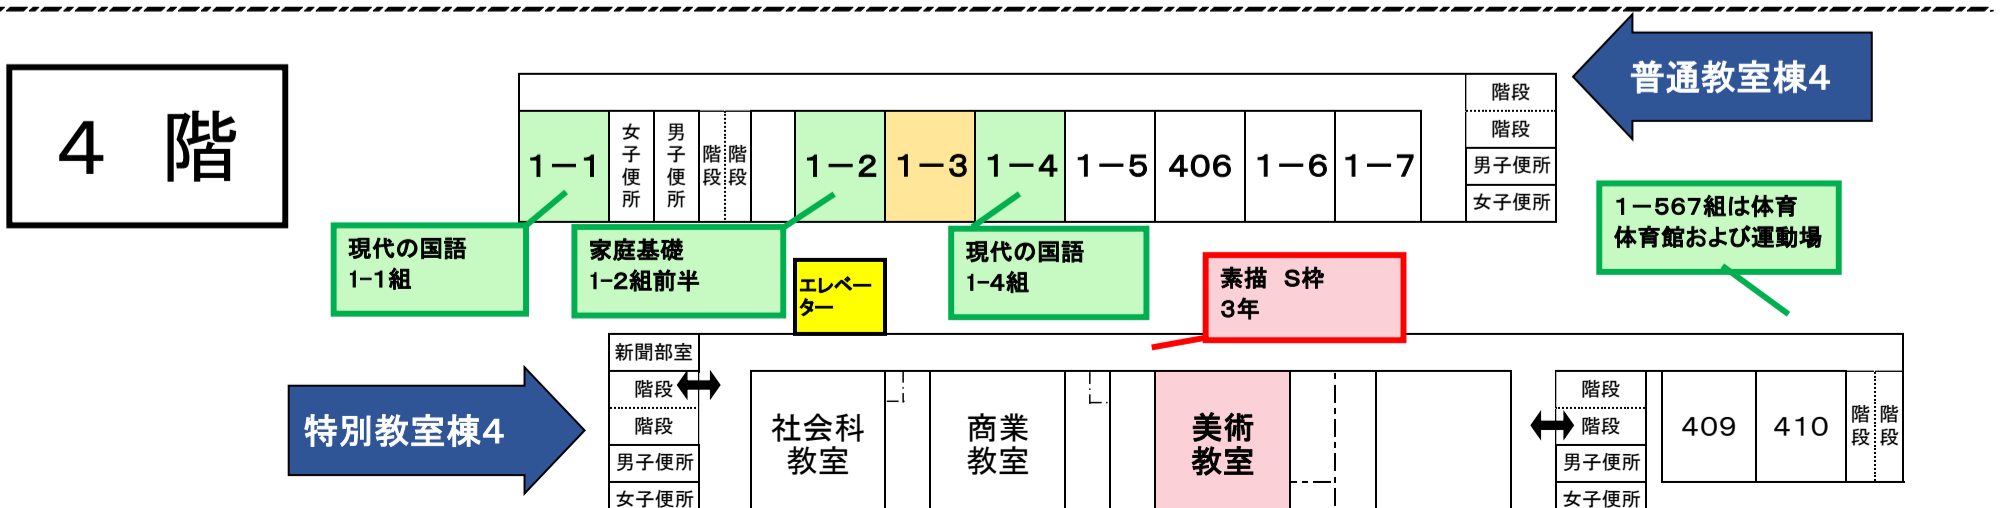 4 階
普通教室棟4
階段
階段
男子便所
女子便所
1－1
女子便所
男子便所
階段
階段
1－2
1－3
1－4
1－5
406
1－6
1－7
現代の国語
1-1組
家庭基礎
1-2組前半
エレベー
ター
現代の国語
1-4組
素描　S枠
3年
1－567組は体育
体育館および運動場
特別教室棟4
新聞部室
階段
階段
男子便所
女子便所
社会科
教室
商業
教室
美術
教室
階段
階段
男子便所
女子便所
409
410
階段
階段